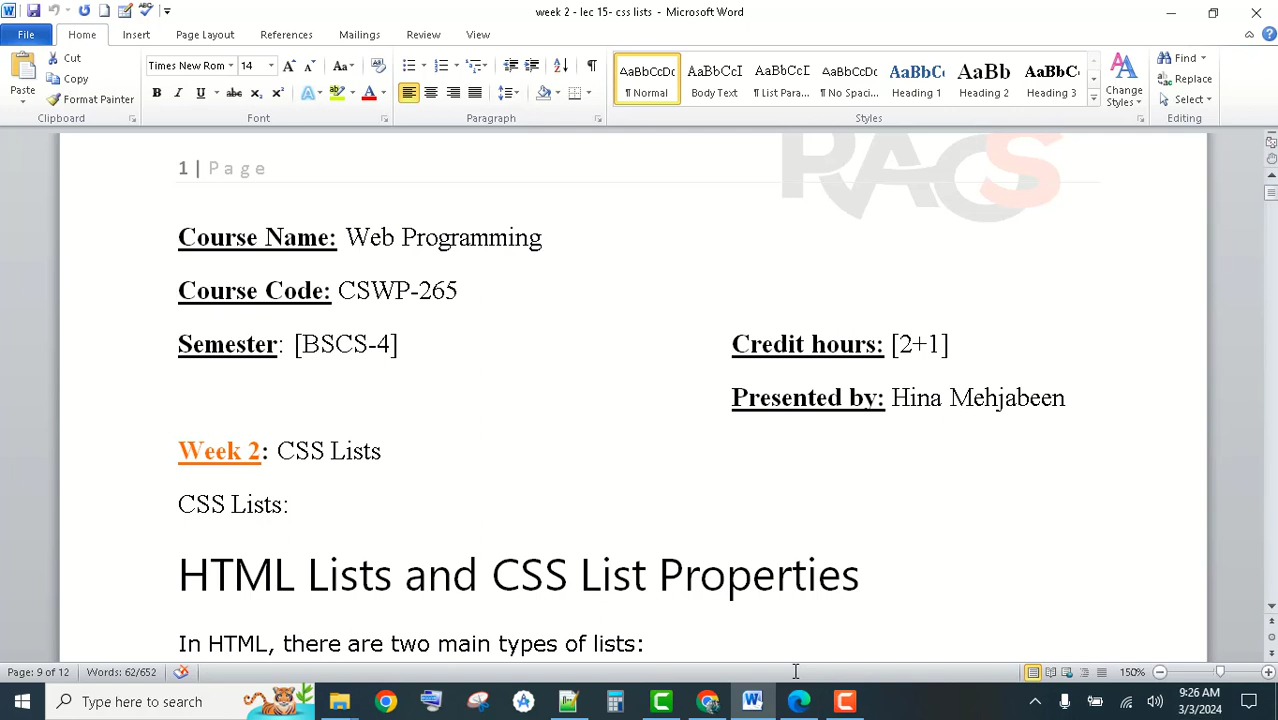 week 2 - lec 15- css lists - Microsoft Word
File Home Insert Page Layout References Mailings Review View
Cut
Copy
Format Painter
Paste
Clipboard
Times New Rom 14
Font
Paragraph
AaBbCcDc AaBbCcI AaBbCcI AaBbCcDc AaBbCc AaBb AaBbC
¶ Normal Body Text ¶ List Para... ¶ No Spaci... Heading 1 Heading 2 Heading 3
Change
Styles
Styles
Find
Replace
Select
Editing
1 | Page
RACS
Course Name: Web Programming
Course Code: CSWP-265
Semester: [BSCS-4] Credit hours: [2+1]
Presented by: Hina Mehjabeen
Week 2: CSS Lists
CSS Lists:
HTML Lists and CSS List Properties
In HTML, there are two main types of lists:
Page: 9 of 12 Words: 62/652 150%
Type here to search
9:26 AM
3/3/2024